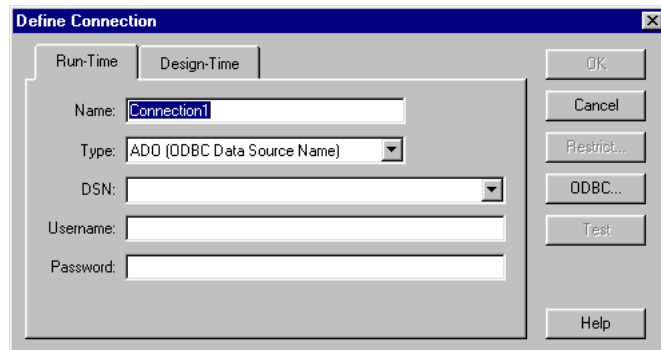 Define Connection
Run-Time Design-Time
Name: Connection1
Type: ADO (ODBC Data Source Name)
DSN:
Username:
Password:
OK
Cancel
Restrict...
ODBC...
Test
Help